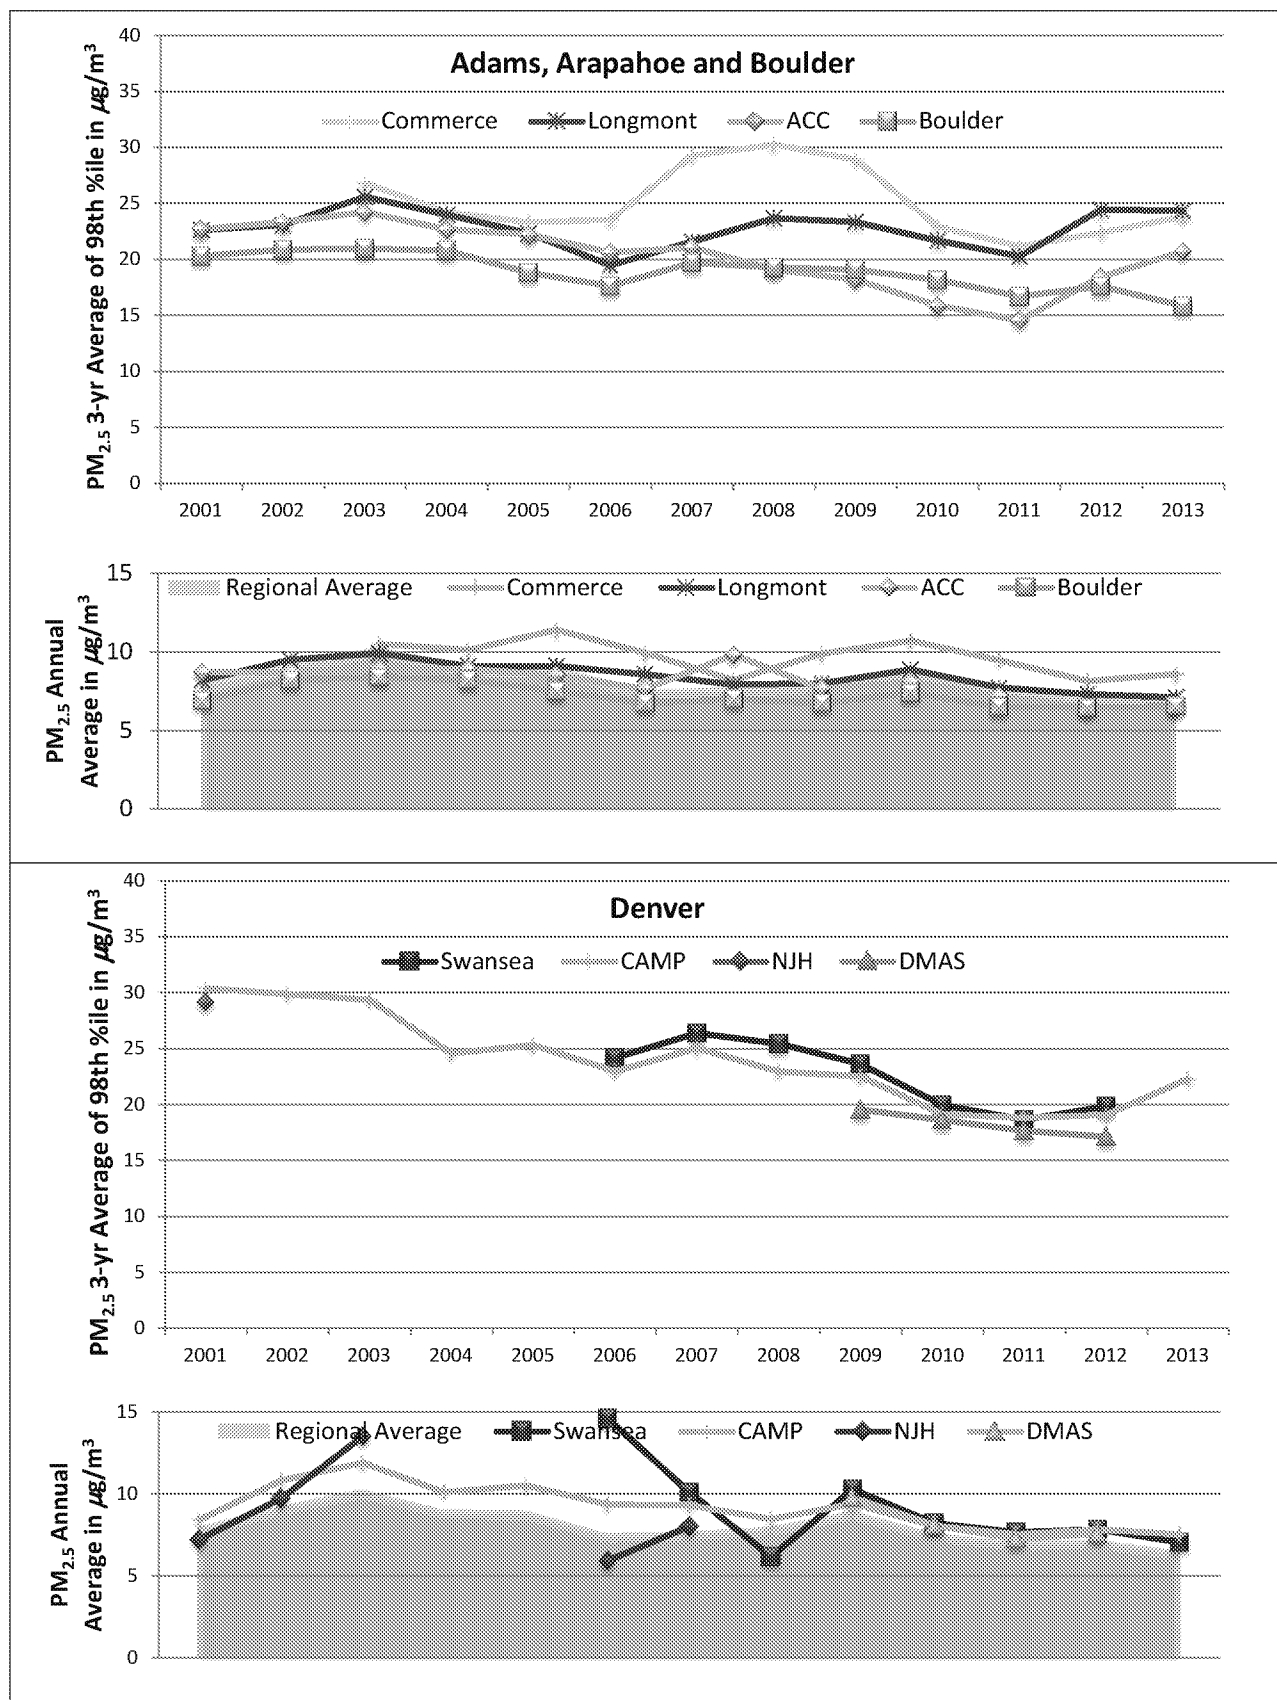 Adams, Arapahoe and Boulder
PM2.5 3-yr Average of 98th %ile in µg/m³
40
35
30
25
20
15
10
5
0
Commerce Longmont ACC Boulder
2001 2002 2003 2004 2005 2006 2007 2008 2009 2010 2011 2012 2013
PM2.5 Annual
Average in µg/m³
15
10
5
0
Regional Average Commerce Longmont ACC Boulder
Denver
PM2.5 3-yr Average of 98th %ile in µg/m³
40
35
30
25
20
15
10
5
0
Swansea CAMP NJH DMAS
2001 2002 2003 2004 2005 2006 2007 2008 2009 2010 2011 2012 2013
PM2.5 Annual
Average in µg/m³
15
10
5
0
Regional Average Swansea CAMP NJH DMAS